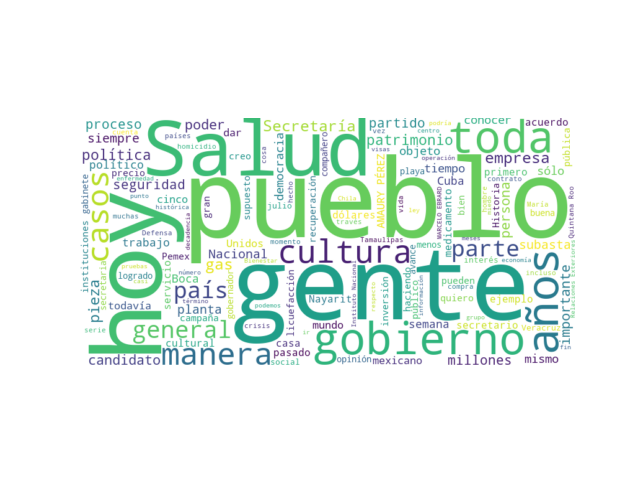 proceso
siempre
política
político
seguridad
poder
dar
creo
cosa
Salud
Secretaría
democracia
compañero
partido
patrimonio
objeto
conocer
acuerdo
toda
empresa
primero
sólo
pública
pueblo
hoy
casos
gran
cinco
supuesto
julio
hecho
recuperación
dólares
AMAURY PÉREZ
playa
tiempo
Cuba
vida
bien
medicamento
persona
Historia
buena
María
Quintana Roo
instituciones
gabinete
precio
enfermedad
punto
muchas
histórica
Defensa
trabajo
Unidos
Nacional
Pemex
gas
cultura
Chile
Tamaulipas
MARCELO EBRARD
menos
parte
subasta
años
importante
pieza
secretaria
logrado
todavía
país
servicio
Boca
planta
campaña
término
número
gobernador
podemos
crisis
licuefacción
gente
Nayarit
Instituto Nacional
inversión
público
haciendo
avance
información
pueden
compra
quiero
ejemplo
contrato
incluso
economía
serie
general
cultural
manera
candidato
casa
social
pasado
mundo
opinión
gobierno
semana
mexicano
millones
secretario
Veracruz
mismo
grupo
interés
fin
países
homicidio
momento
decadencia
través
vez
centro
podría
operación
visas
ir